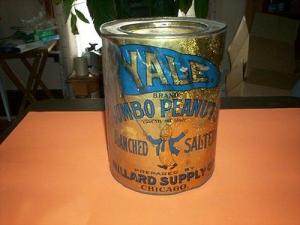 YALE
BRAND
JUMBO PEANUTS
BLANCHED SALTED
PREPARED BY
WILLARD SUPPLY CO
CHICAGO